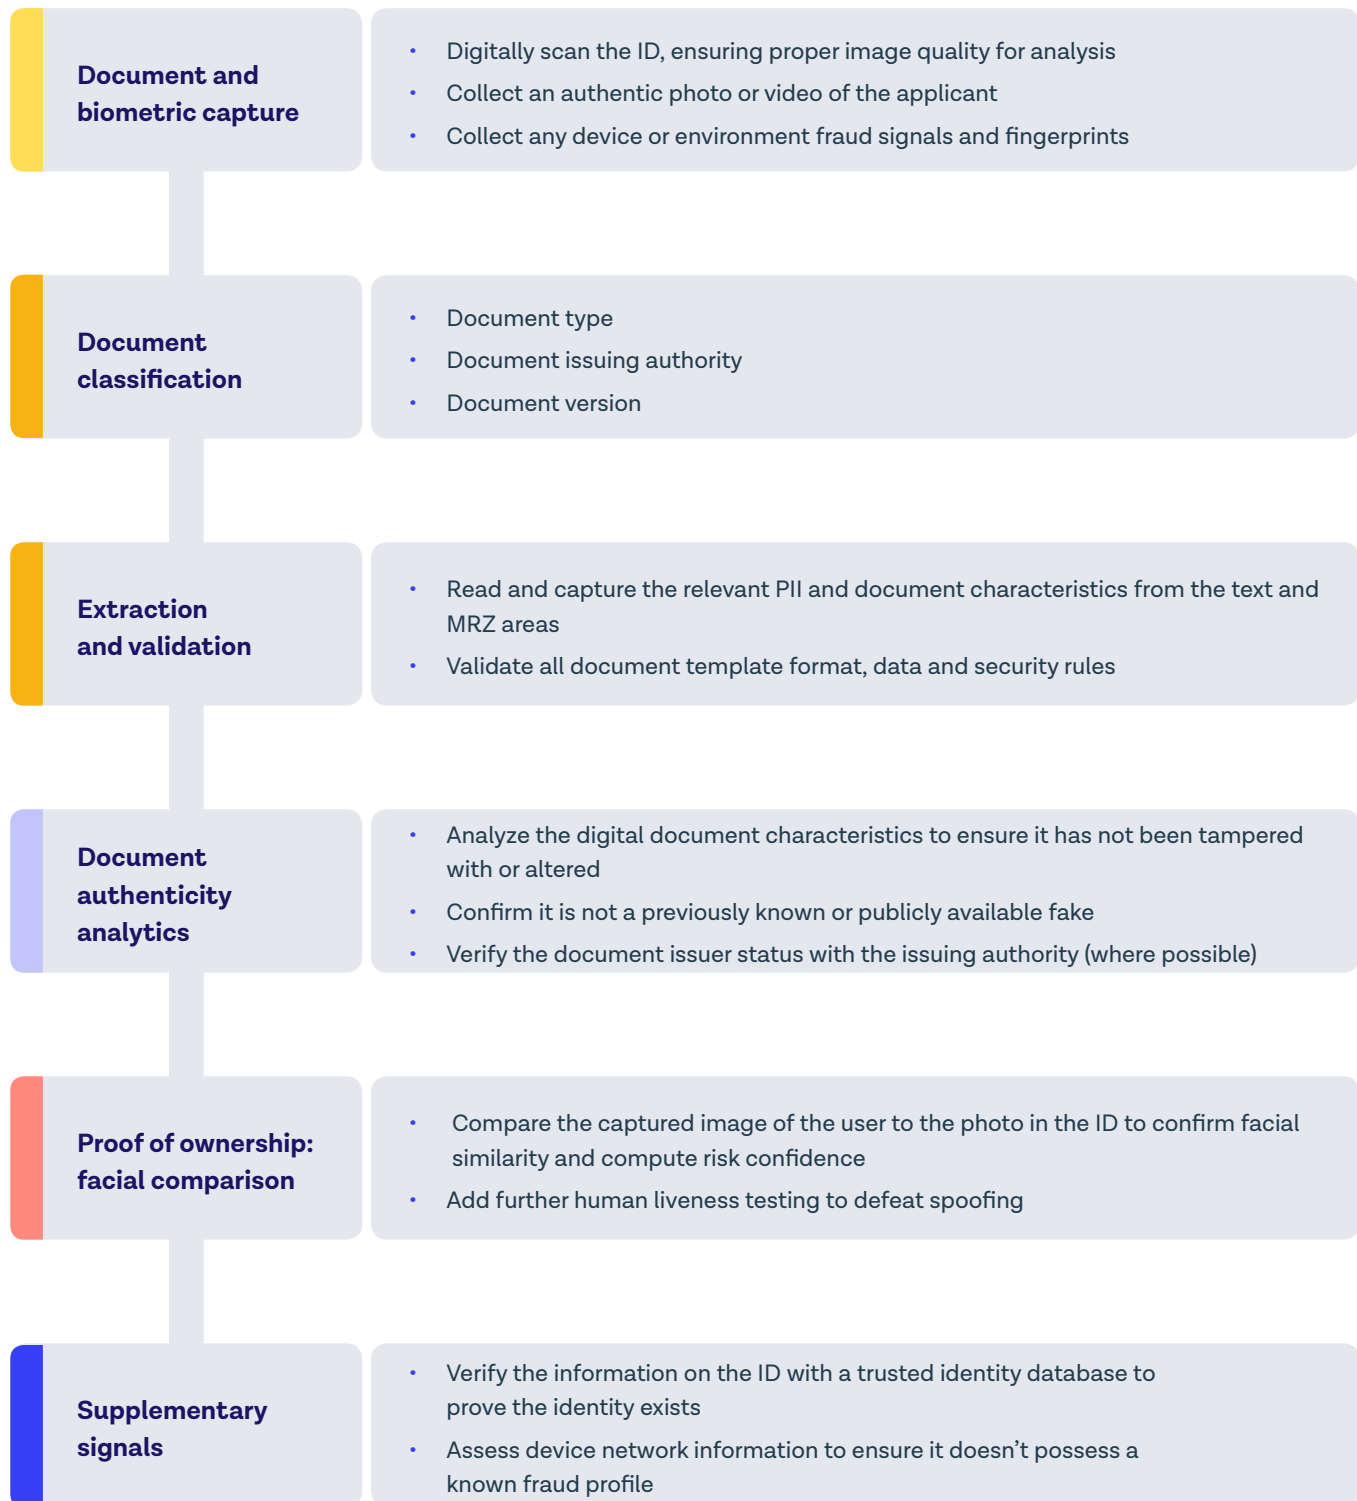 Document and
biometric capture
• Digitally scan the ID, ensuring proper image quality for analysis
• Collect an authentic photo or video of the applicant
• Collect any device or environment fraud signals and fingerprints
Document
classification
• Document type
• Document issuing authority
• Document version
Extraction
and validation
• Read and capture the relevant PII and document characteristics from the text and
MRZ areas
• Validate all document template format, data and security rules
Document
authenticity
analytics
• Analyze the digital document characteristics to ensure it has not been tampered
with or altered
• Confirm it is not a previously known or publicly available fake
• Verify the document issuer status with the issuing authority (where possible)
Proof of ownership:
facial comparison
• Compare the captured image of the user to the photo in the ID to confirm facial
similarity and compute risk confidence
• Add further human liveness testing to defeat spoofing
Supplementary
signals
• Verify the information on the ID with a trusted identity database to
prove the identity exists
• Assess device network information to ensure it doesn’t possess a
known fraud profile